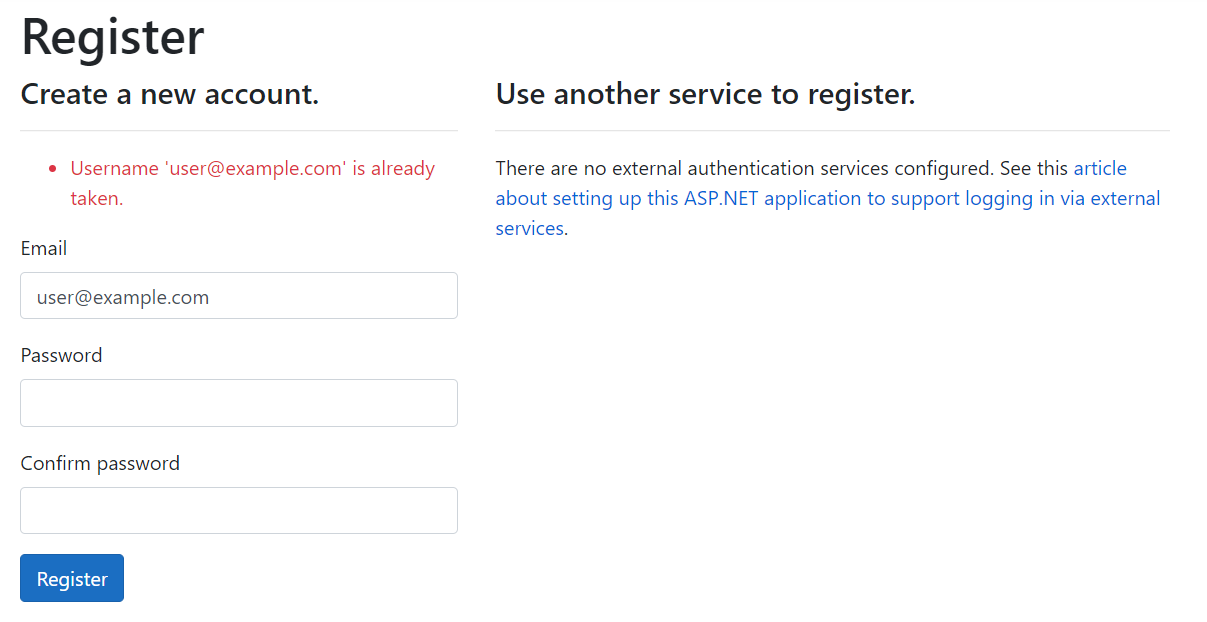 Register
Create a new account.
Username 'user@example.com' is already
taken.
Email
user@example.com
Password
Confirm password
Register
Use another service to register.
There are no external authentication services configured. See this article
about setting up this ASP.NET application to support logging in via external
services.